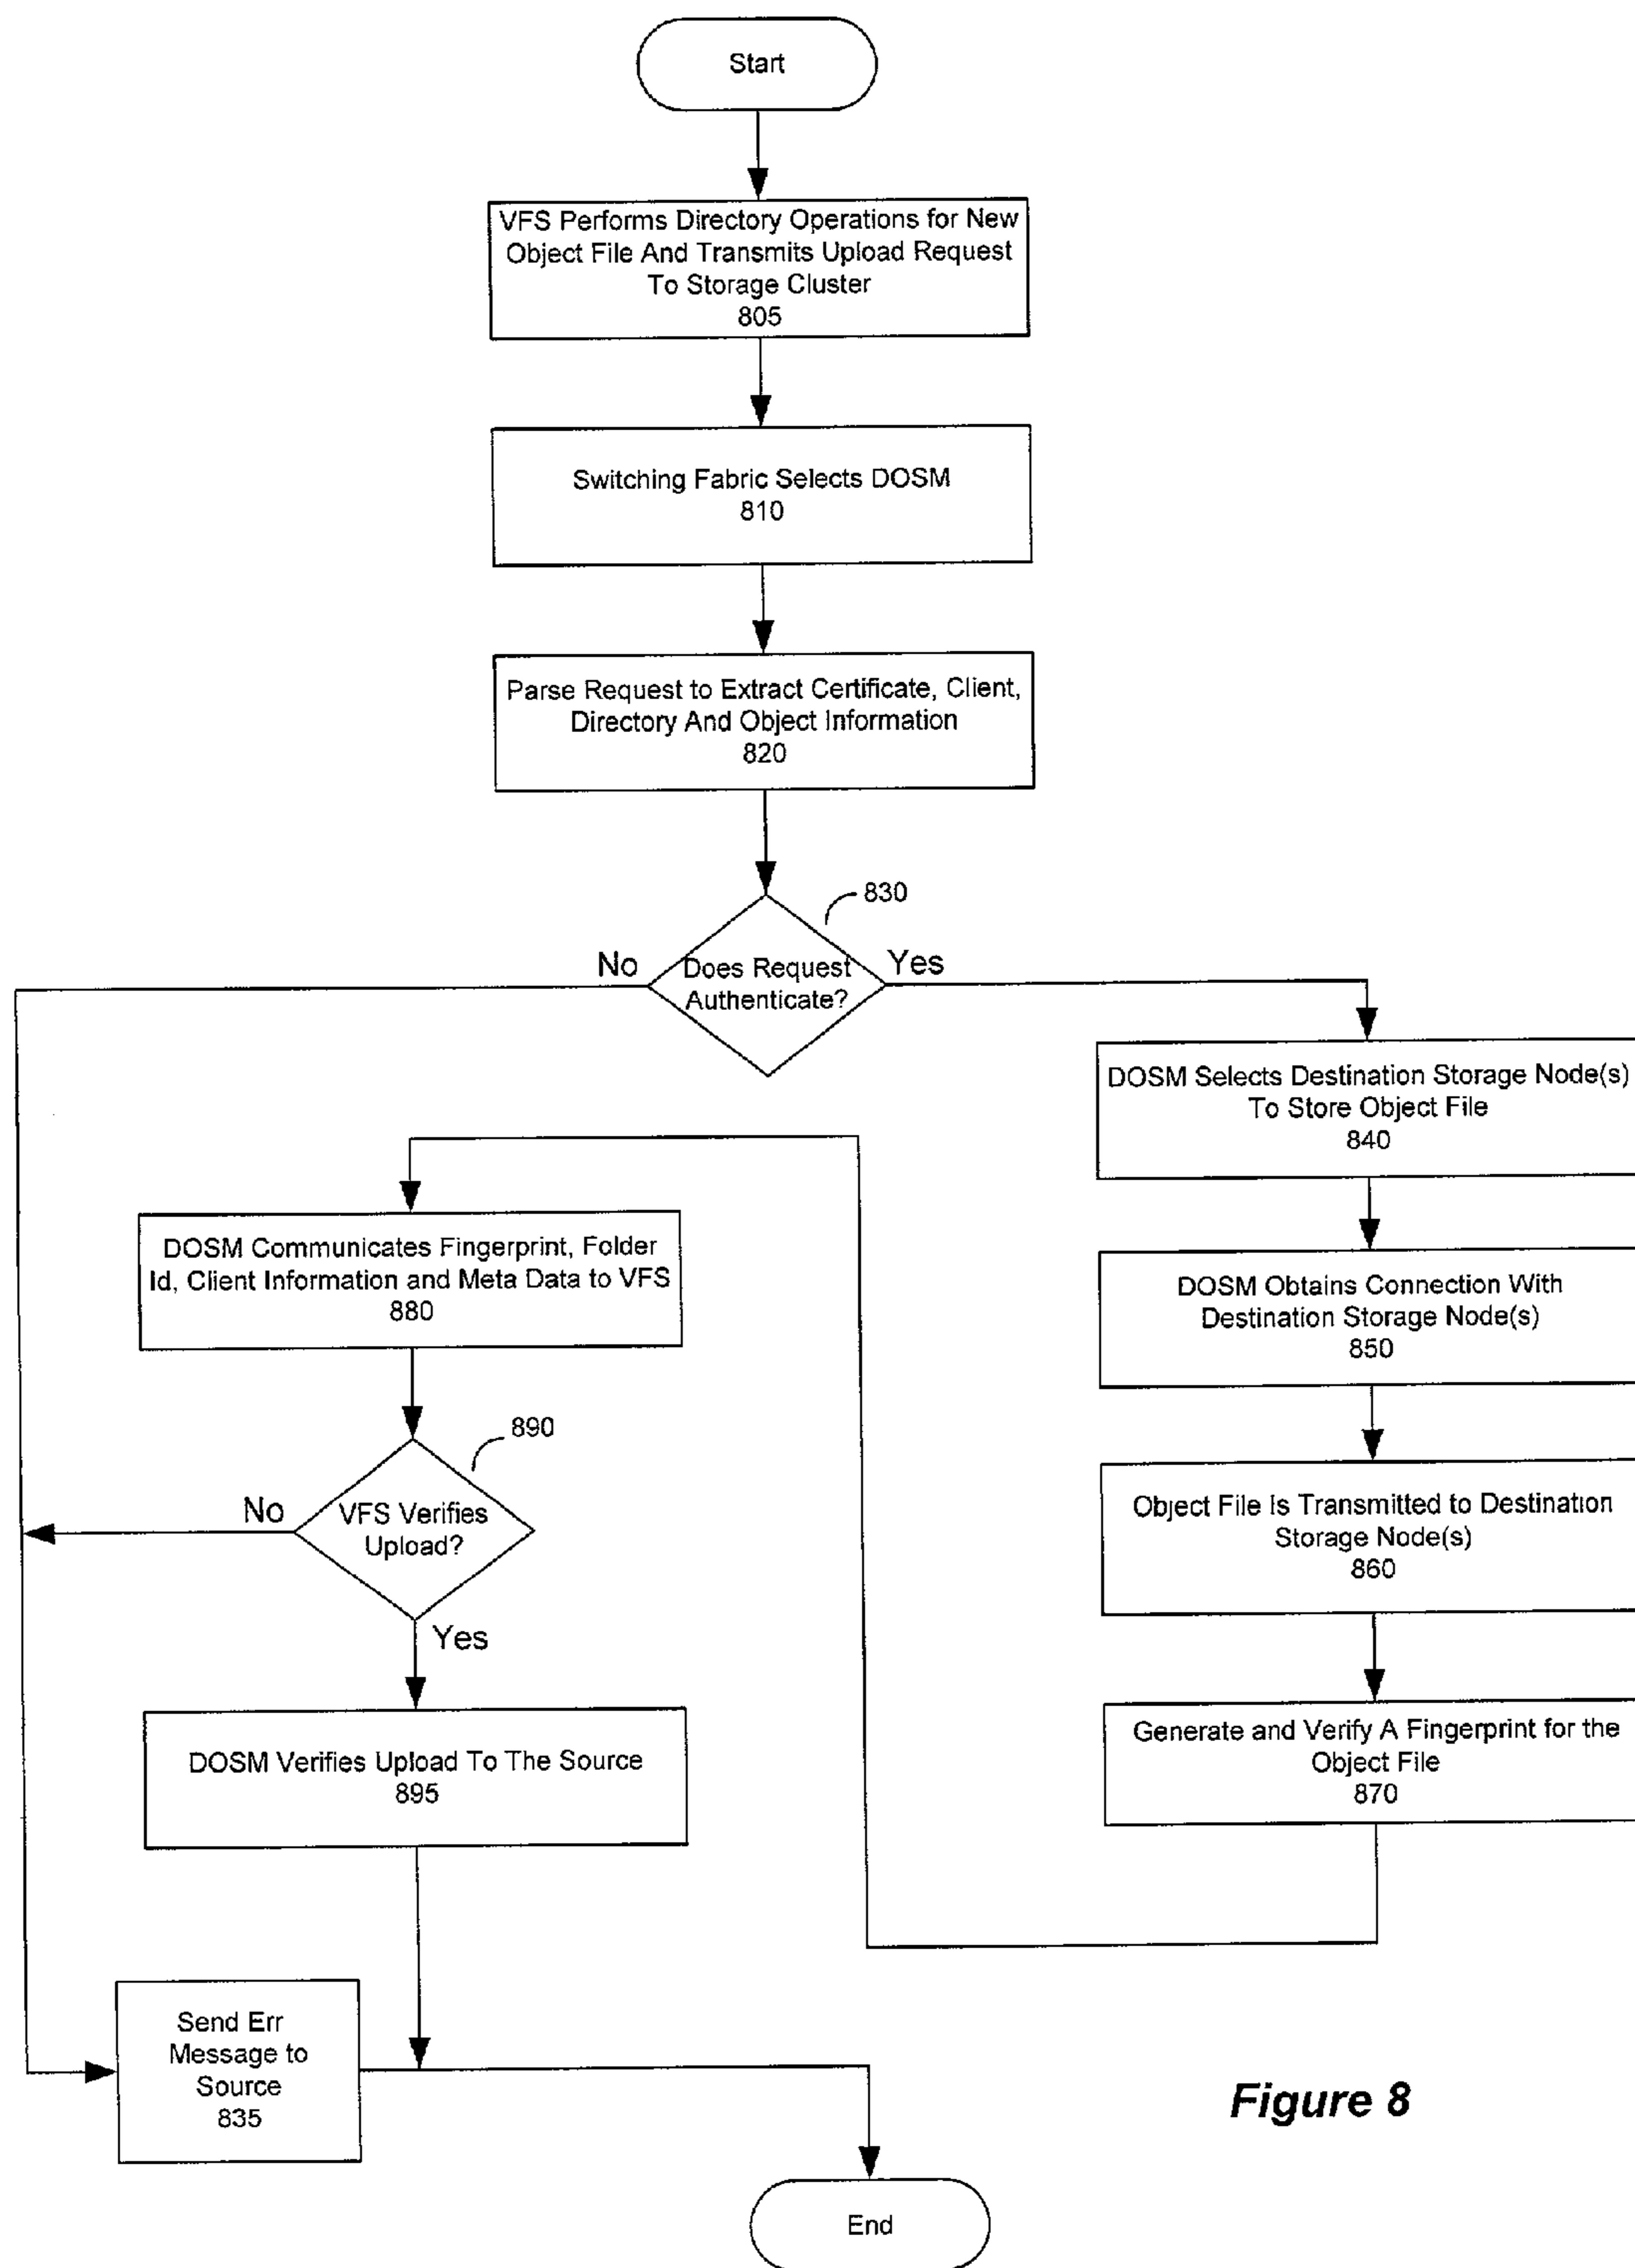 Start
VFS Performs Directory Operations for New
Object File And Transmits Upload Request
To Storage Cluster
805
Switching Fabric Selects DOSM
810
Parse Request to Extract Certificate, Client,
Directory And Object Information
820
830
No
Does Request
Authenticate?
Yes
DOSM Selects Destination Storage Node(s)
To Store Object File
840
DOSM Obtains Connection With
Destination Storage Node(s)
850
Object File Is Transmitted to Destination
Storage Node(s)
860
Generate and Verify A Fingerprint for the
Object File
870
DOSM Communicates Fingerprint, Folder
Id, Client Information and Meta Data to VFS
880
890
No
VFS Verifies
Upload?
Yes
DOSM Verifies Upload To The Source
895
Send Err
Message to
Source
835
End
Figure 8